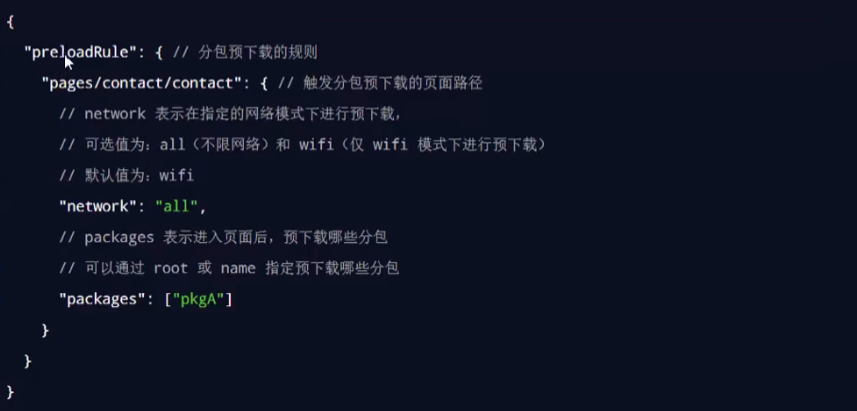 {
"preloadRule": { // 分包预下载的规则
"pages/contact/contact": { // 触发分包预下载的页面路径
// network 表示在指定的网络模式下进行预下载，
// 可选值为：all（不限网络）和 wifi（仅 wifi 模式下进行预下载）
// 默认值为：wifi
"network": "all",
// packages 表示进入页面后，预下载哪些分包
// 可以通过 root 或 name 指定预下载哪些分包
"packages": ["pkgA"]
}
}
}